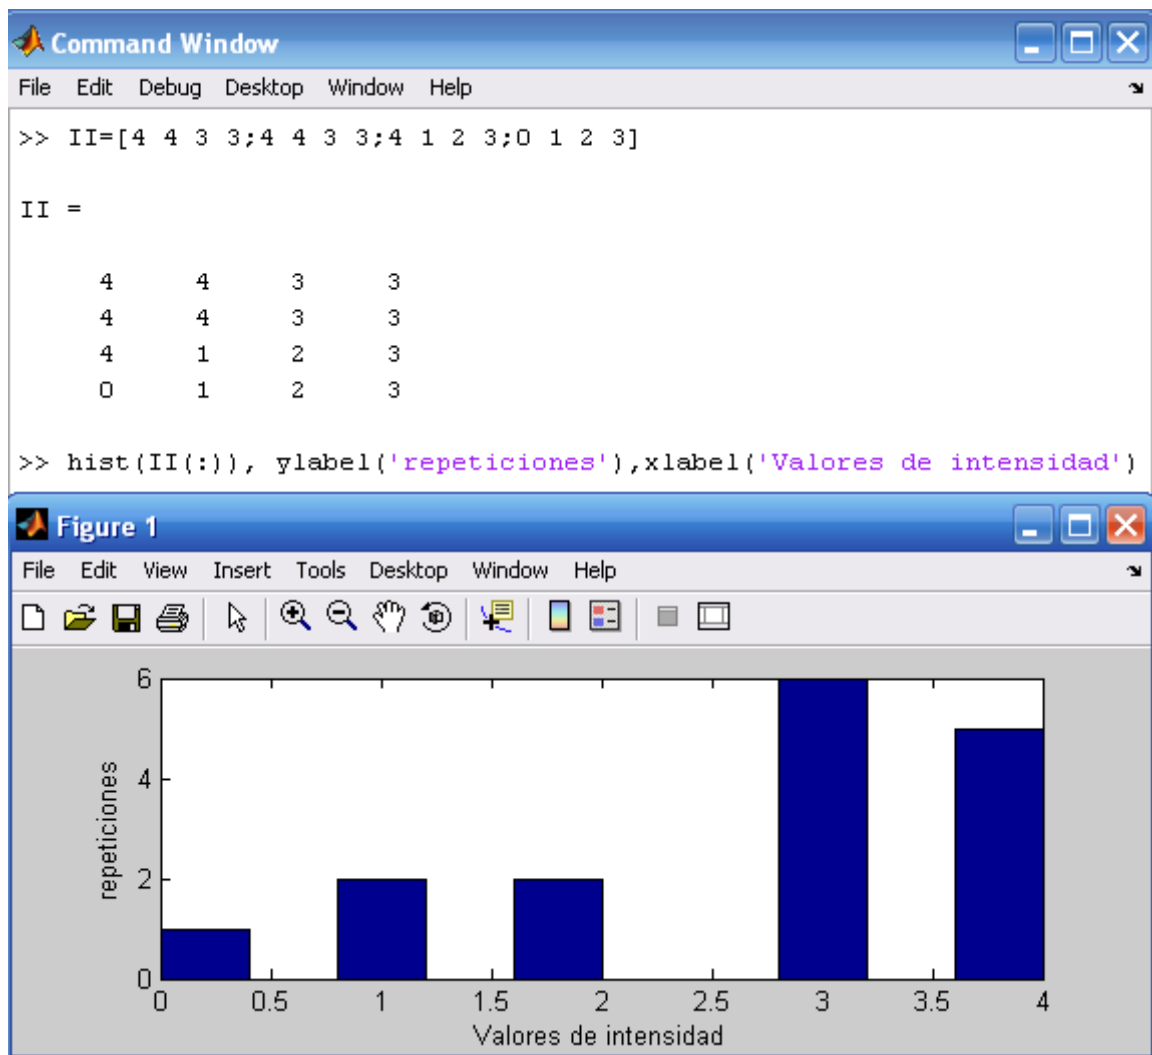 Command Window
File Edit Debug Desktop Window Help
>> II=[4 4 3 3;4 4 3 3;4 1 2 3;0 1 2 3]
II =
4 4 3 3
4 4 3 3
4 1 2 3
0 1 2 3
>> hist(II(:)), ylabel('repeticiones'),xlabel('Valores de intensidad')
Figure 1
File Edit View Insert Tools Desktop Window Help
6
4
2
0
repeticiones
0 0.5 1 1.5 2 2.5 3 3.5 4
Valores de intensidad